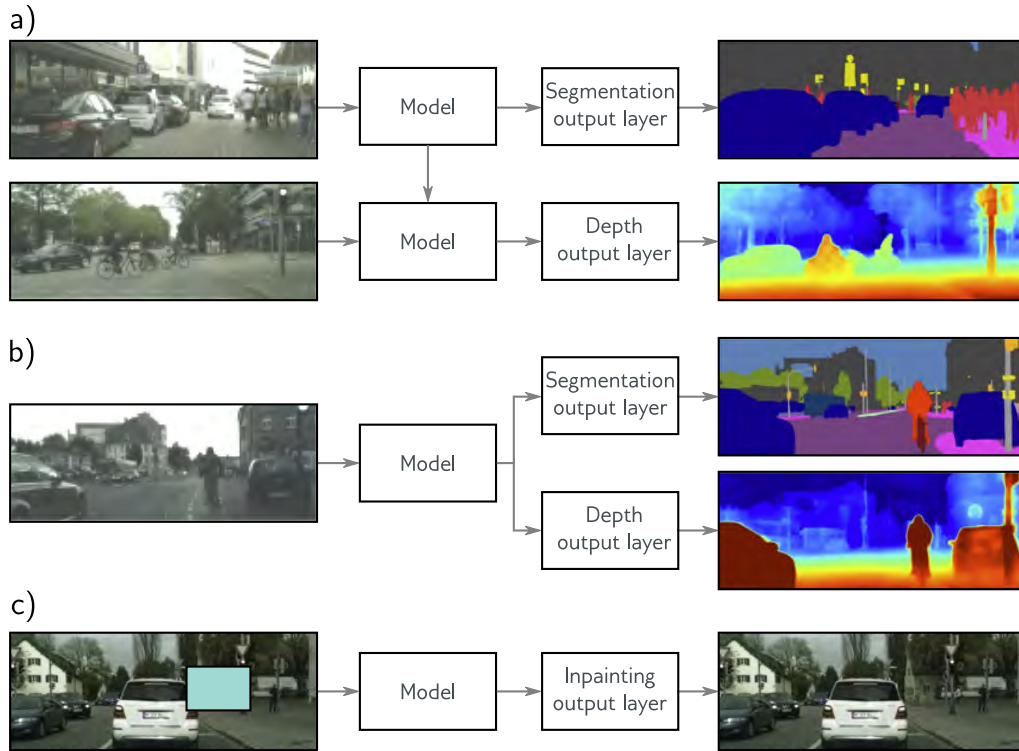 a)
Model
Segmentation
output layer
Model
Depth
output layer
b)
Segmentation
output layer
Model
Depth
output layer
c)
Model
Inpainting
output layer